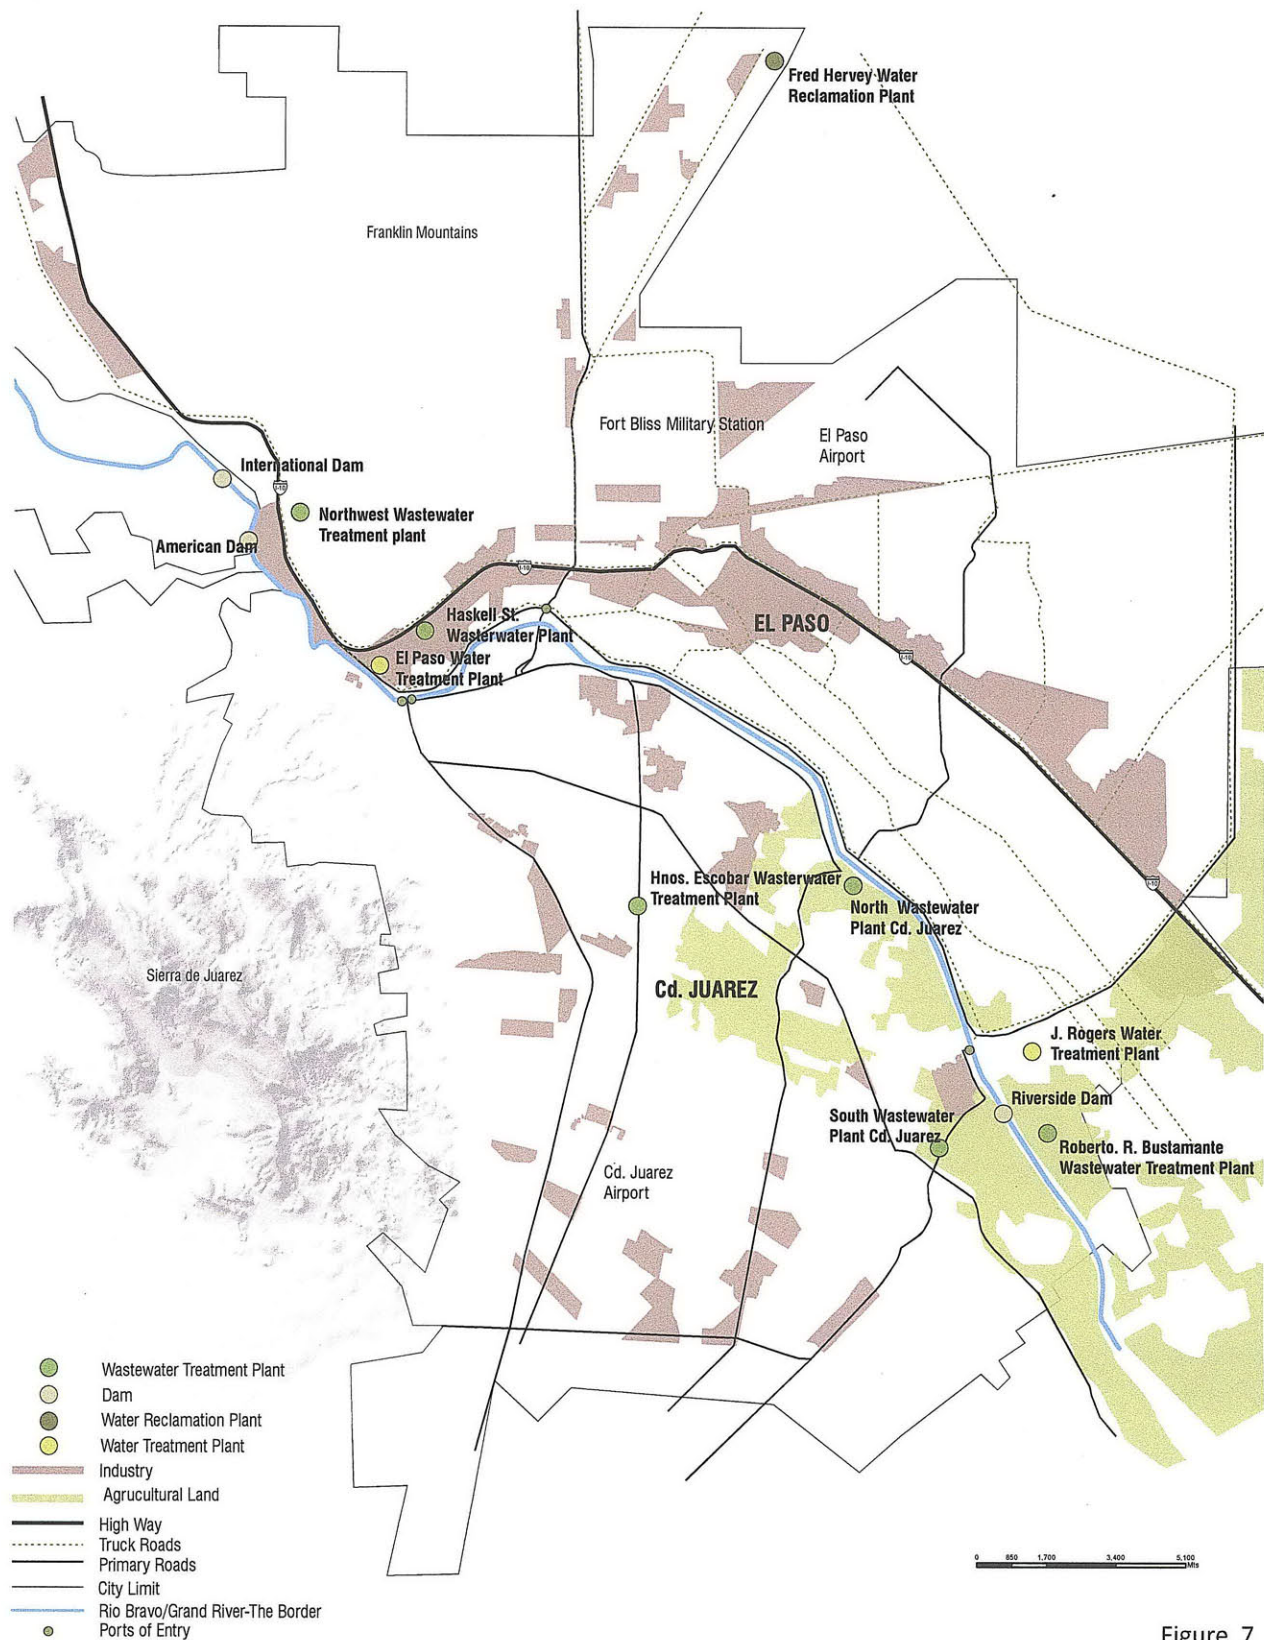 Fred Hervey Water
Reclamation Plant
Franklin Mountains
Fort Bliss Military Station
El Paso
Airport
International Dam
I-10
Northwest Wastewater
Treatment plant
American Dam
I-10
Haskell St.
Wasterwater Plant
EL PASO
I-10
El Paso Water
Treatment Plant
Hnos. Escobar Wasterwater
Treatment Plant
I-10
North Wastewater
Plant Cd. Juarez
Sierra de Juarez
Cd. JUAREZ
J. Rogers Water
Treatment Plant
Riverside Dam
South Wastewater
Plant Cd. Juarez
Roberto. R. Bustamante
Wastewater Treatment Plant
Cd. Juarez
Airport
Wastewater Treatment Plant
Dam
Water Reclamation Plant
Water Treatment Plant
Industry
Agrucultural Land
High Way
Truck Roads
Primary Roads
City Limit
Rio Bravo/Grand River-The Border
Ports of Entry
0 850 1,700 3,400 5,100
Mts
Figure 7